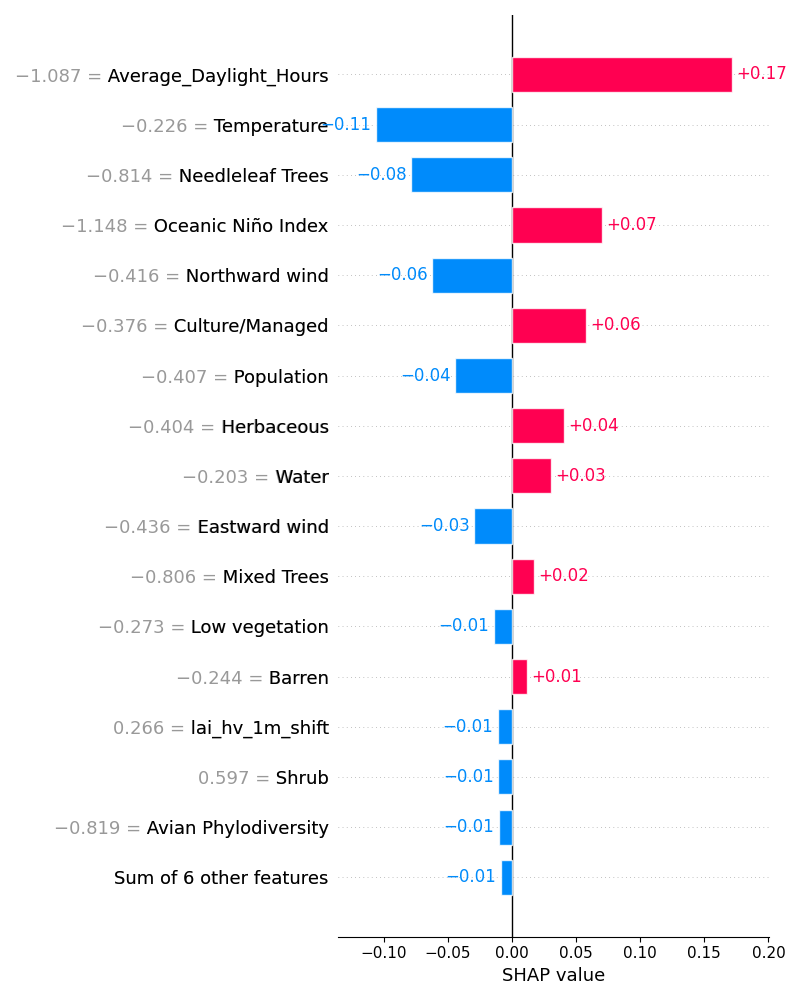 −1.087 = Average_Daylight_Hours +0.17
−0.226 = Temperature −0.11
−0.814 = Needleleaf Trees −0.08
−1.148 = Oceanic Niño Index +0.07
−0.416 = Northward wind −0.06
−0.376 = Culture/Managed +0.06
−0.407 = Population −0.04
−0.404 = Herbaceous +0.04
−0.203 = Water +0.03
−0.436 = Eastward wind −0.03
−0.806 = Mixed Trees +0.02
−0.273 = Low vegetation −0.01
−0.244 = Barren +0.01
0.266 = lai_hv_1m_shift −0.01
0.597 = Shrub −0.01
−0.819 = Avian Phylodiversity −0.01
Sum of 6 other features −0.01
−0.10 −0.05 0.00 0.05 0.10 0.15 0.20
SHAP value